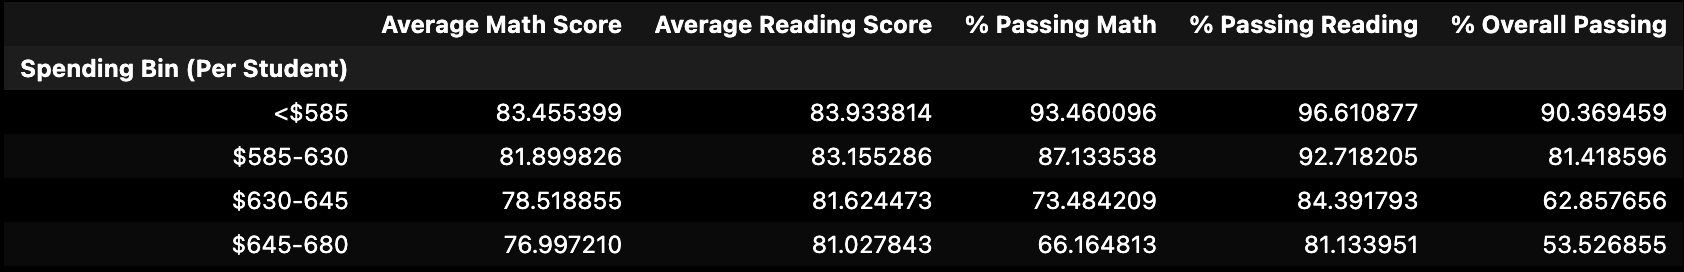 Average Math Score Average Reading Score % Passing Math % Passing Reading % Overall Passing
Spending Bin (Per Student)
<$585 83.455399 83.933814 93.460096 96.610877 90.369459
$585-630 81.899826 83.155286 87.133538 92.718205 81.418596
$630-645 78.518855 81.624473 73.484209 84.391793 62.857656
$645-680 76.997210 81.027843 66.164813 81.133951 53.526855